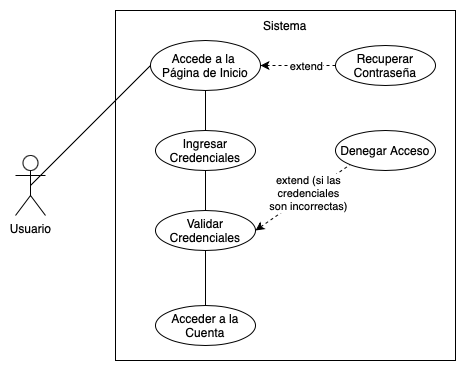 Sistema
Accede a la
Página de Inicio
extend
Recuperar
Contraseña
Ingresar
Credenciales
Denegar Acceso
extend (si las
credenciales
son incorrectas)
Usuario
Validar
Credenciales
Acceder a la
Cuenta